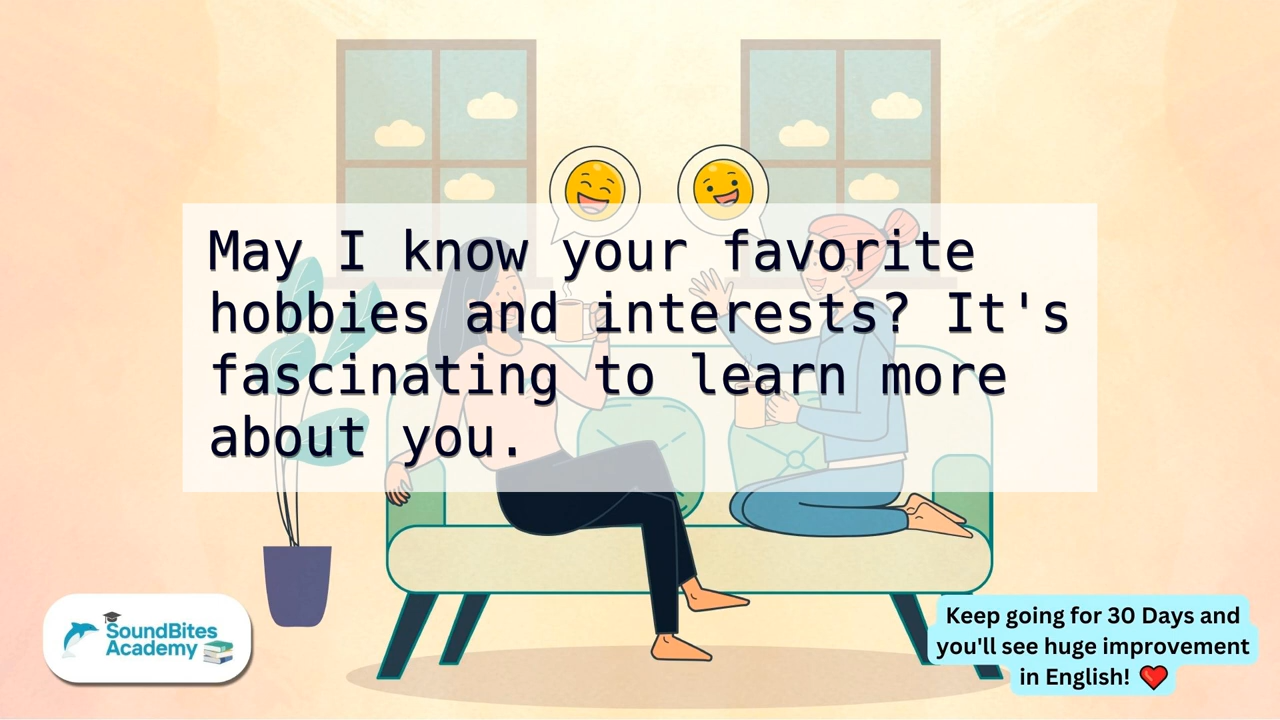 May I know your favorite
hobbies and interests? It's
fascinating to learn more
about you.
SoundBites
Academy
Keep going for 30 Days and
you'll see huge improvement
in English! ❤️